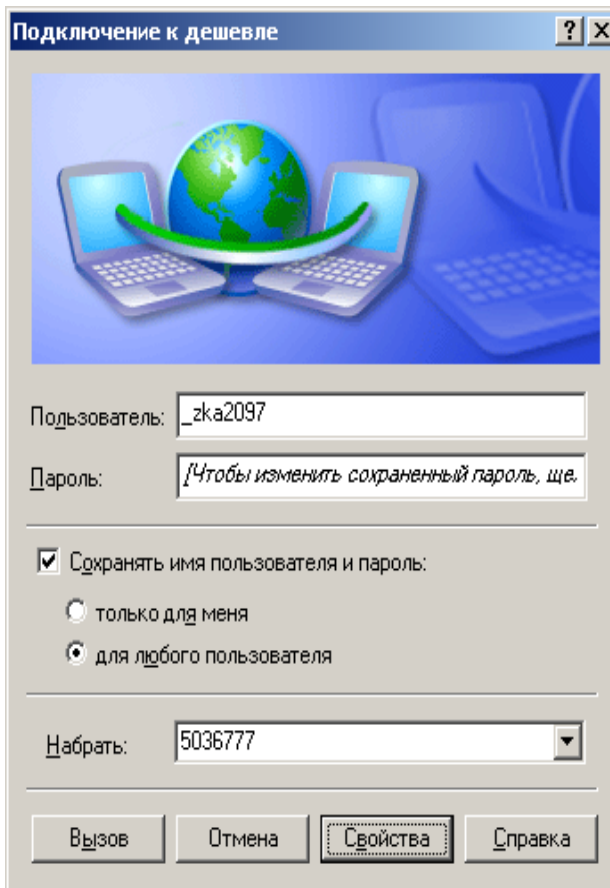 Подключение к дешевле
Пользователь: _zka2097
Пароль: [Чтобы изменить сохраненный пароль, ще.
Сохранять имя пользователя и пароль:
только для меня
для любого пользователя
Набрать: 5036777
Вызов Отмена Свойства Справка